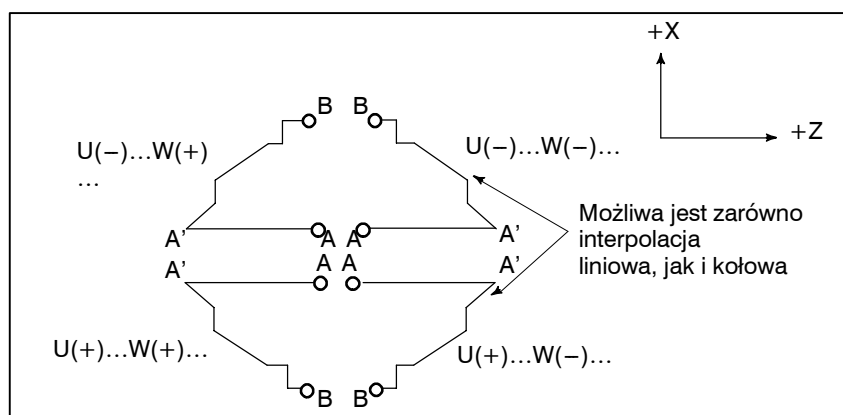 +X
+Z
B B
U(−)…W(+)
…
U(−)…W(−)…
Możliwa jest zarówno
interpolacja
liniowa, jak i kołowa
A' A A A'
A' A A A'
U(+)…W(+)…
U(+)…W(−)…
B B